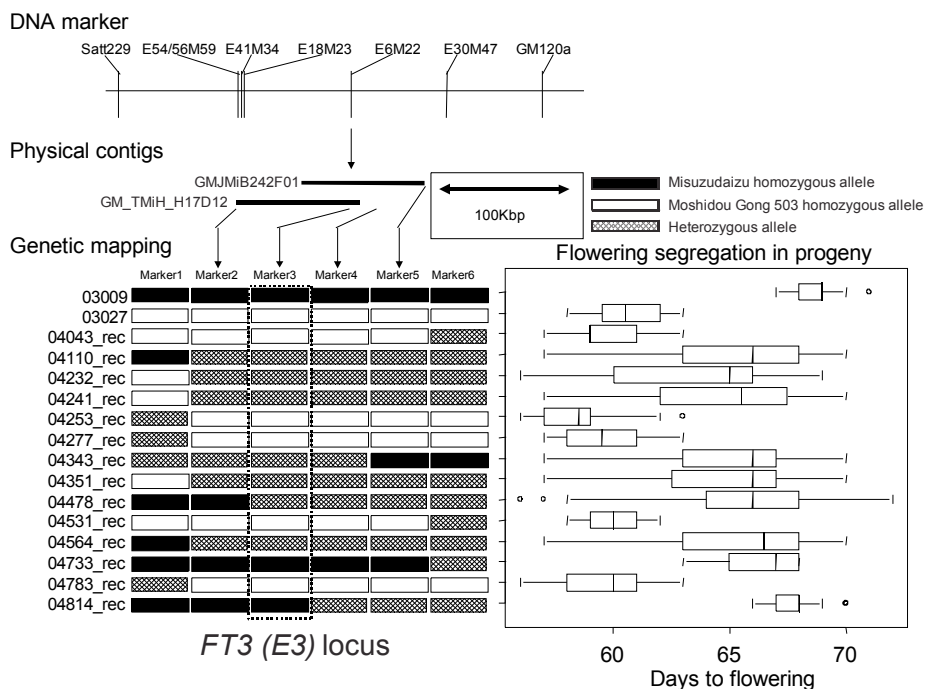 DNA marker
Satt229 E54/56M59 E41M34 E18M23 E6M22 E30M47 GM120a
Physical contigs
GMJMiB242F01
GM_TMiH_H17D12
100Kbp
Misuzudaizu homozygous allele
Moshidou Gong 503 homozygous allele
Heterozygous allele
Genetic mapping
Flowering segregation in progeny
Marker1 Marker2 Marker3 Marker4 Marker5 Marker6
03009
03027
04043_rec
04110_rec
04232_rec
04241_rec
04253_rec
04277_rec
04343_rec
04351_rec
04478_rec
04531_rec
04564_rec
04733_rec
04783_rec
04814_rec
FT3 (E3) locus
60 65 70
Days to flowering